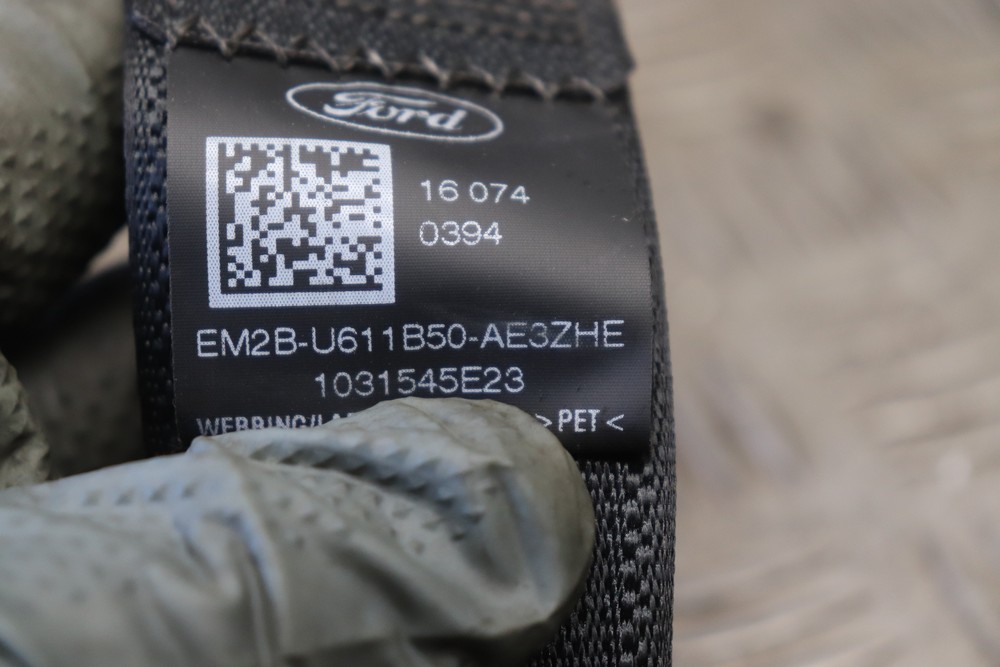 Ford
16 074
0394
EM2B-U611B50-AE3ZHE
1031545E23
>PET<